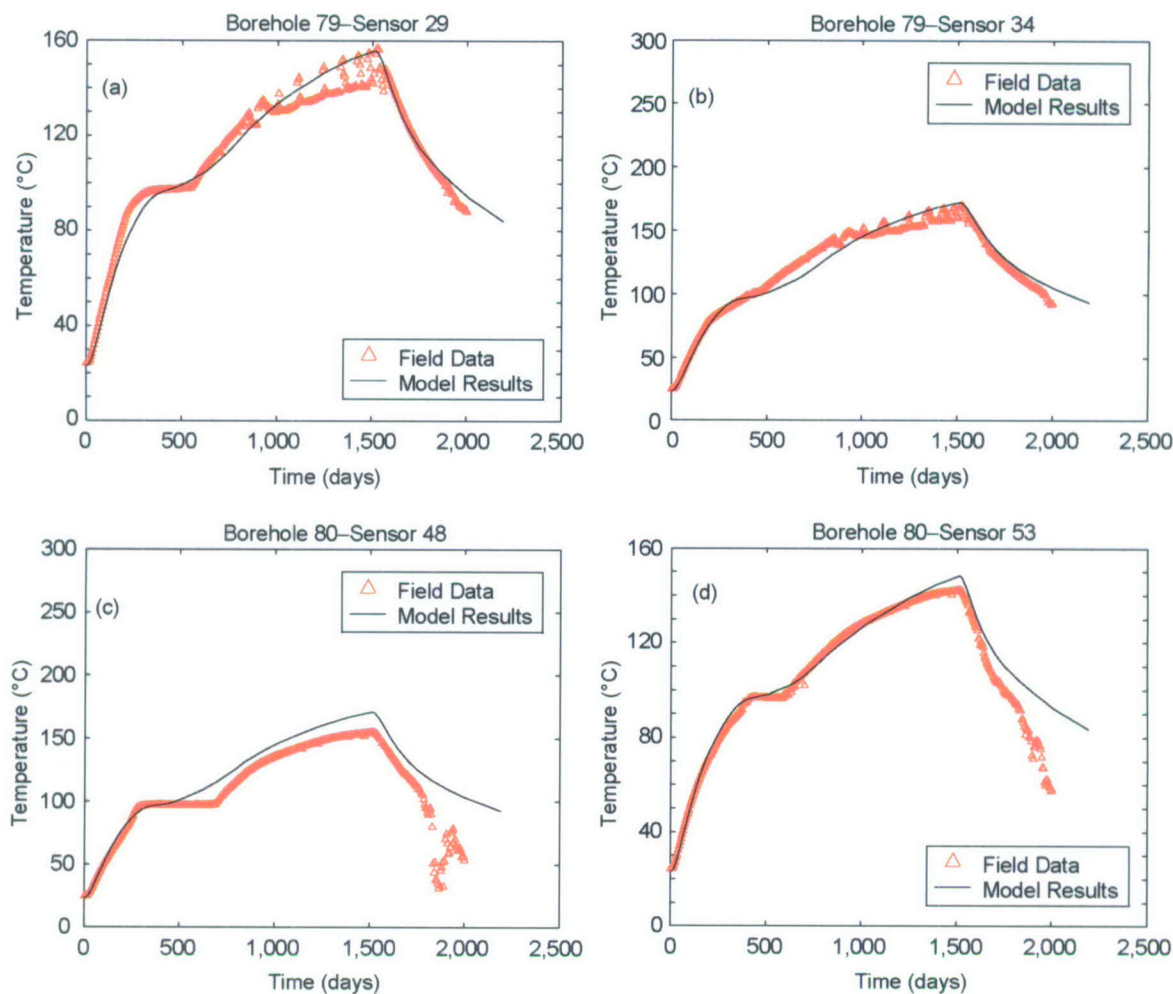 Borehole 79–Sensor 29
160
120
80
40
0
Temperature (°C)
(a)
Field Data
Model Results
0 500 1,000 1,500 2,000 2,500
Time (days)
Borehole 79–Sensor 34
300
250
200
150
100
50
0
Temperature (°C)
(b)
Field Data
Model Results
0 500 1,000 1,500 2,000 2,500
Time (days)
Borehole 80–Sensor 48
300
250
200
150
100
50
0
Temperature (°C)
(c)
Field Data
Model Results
0 500 1,000 1,500 2,000 2,500
Time (days)
Borehole 80–Sensor 53
160
120
80
40
0
Temperature (°C)
(d)
Field Data
Model Results
0 500 1,000 1,500 2,000 2,500
Time (days)